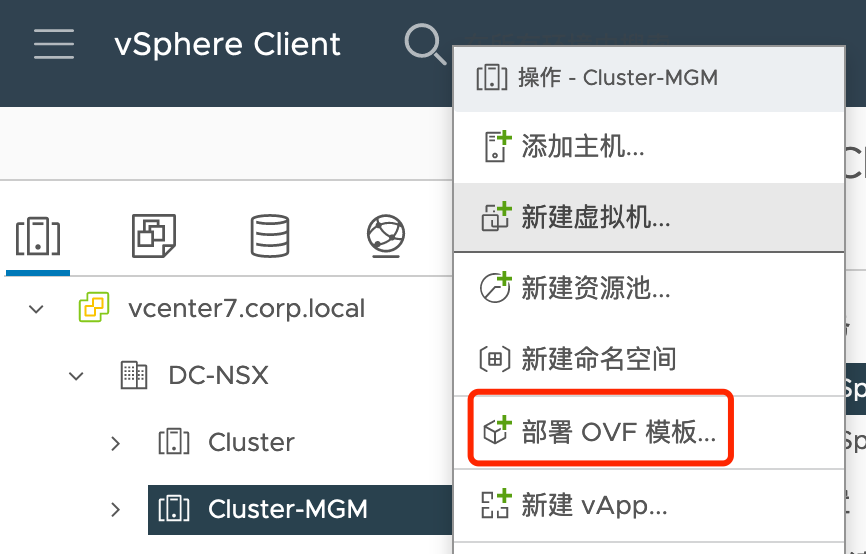 vSphere Client
操作 - Cluster-MGM
添加主机...
新建虚拟机...
新建资源池...
新建命名空间
部署 OVF 模板...
新建 vApp...
vcenter7.corp.local
DC-NSX
Cluster
Cluster-MGM